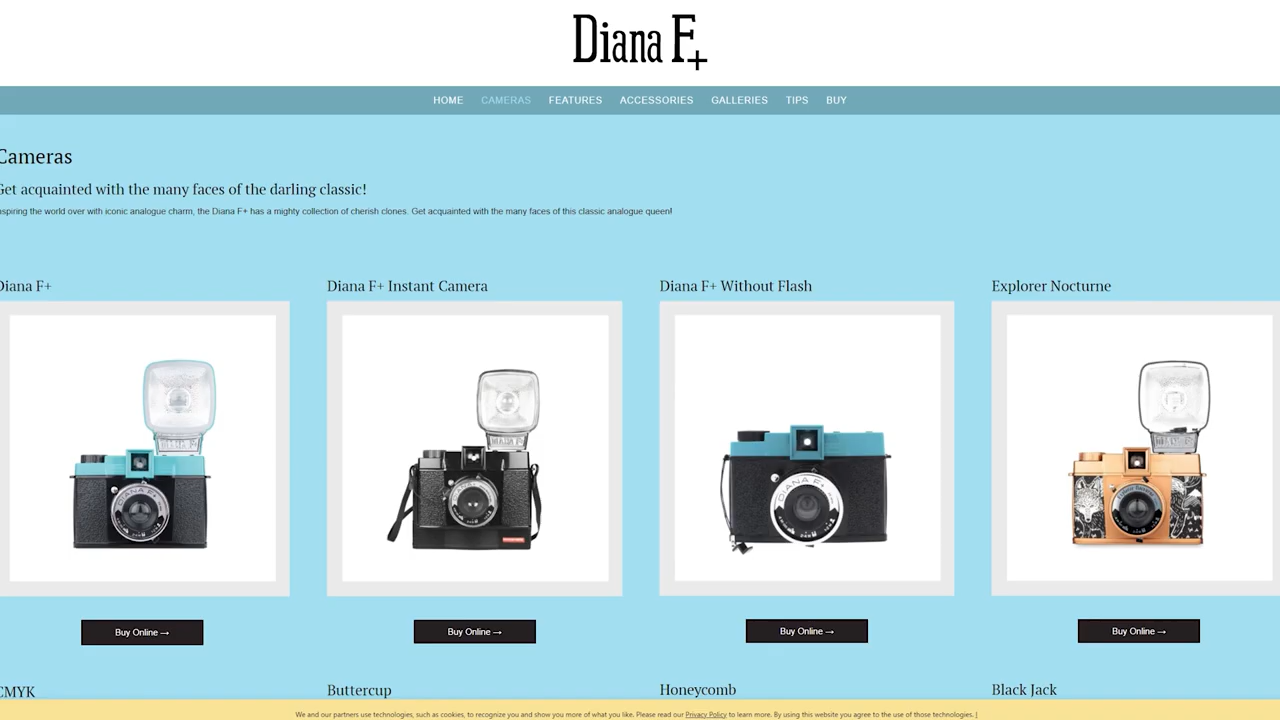 Diana F+
HOME CAMERAS FEATURES ACCESSORIES GALLERIES TIPS BUY
Cameras
Get acquainted with the many faces of the darling classic!
nspiring the world over with iconic analogue charm, the Diana F+ has a mighty collection of cherish clones. Get acquainted with the many faces of this classic analogue queen!
Diana F+ Diana F+ Instant Camera Diana F+ Without Flash Explorer Nocturne
DIANA F+
Buy Online → Buy Online → Buy Online → Buy Online →
CMYK Buttercup Honeycomb Black Jack
We and our partners use technologies, such as cookies, to recognize you and show you more of what you like. Please read our Privacy Policy to learn more. By using this website you agree to the use of those technologies. |